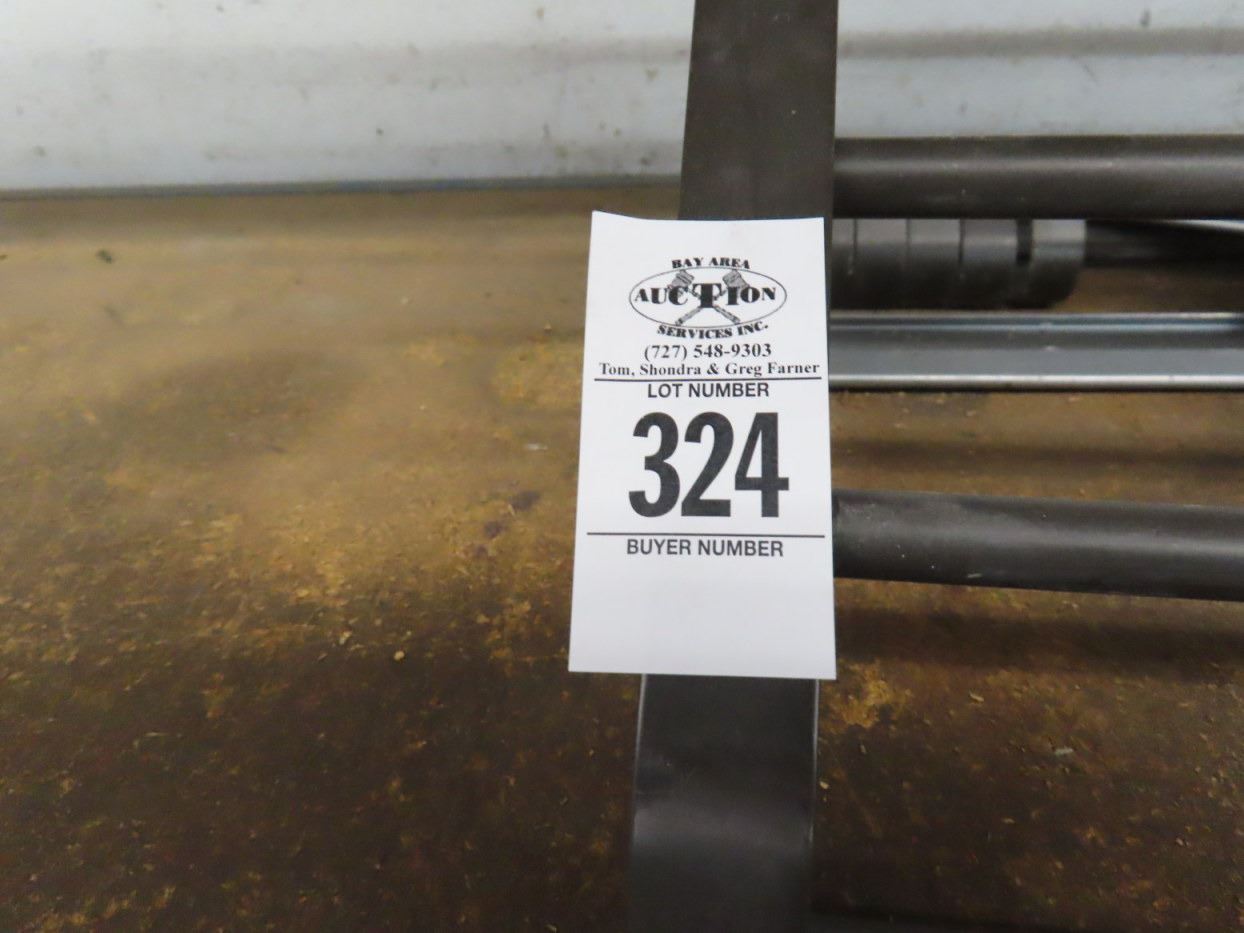 BAY AREA
AUCTION
SERVICES INC.
(727) 548-9303
Tom, Shondra & Greg Farner
LOT NUMBER
324
BUYER NUMBER